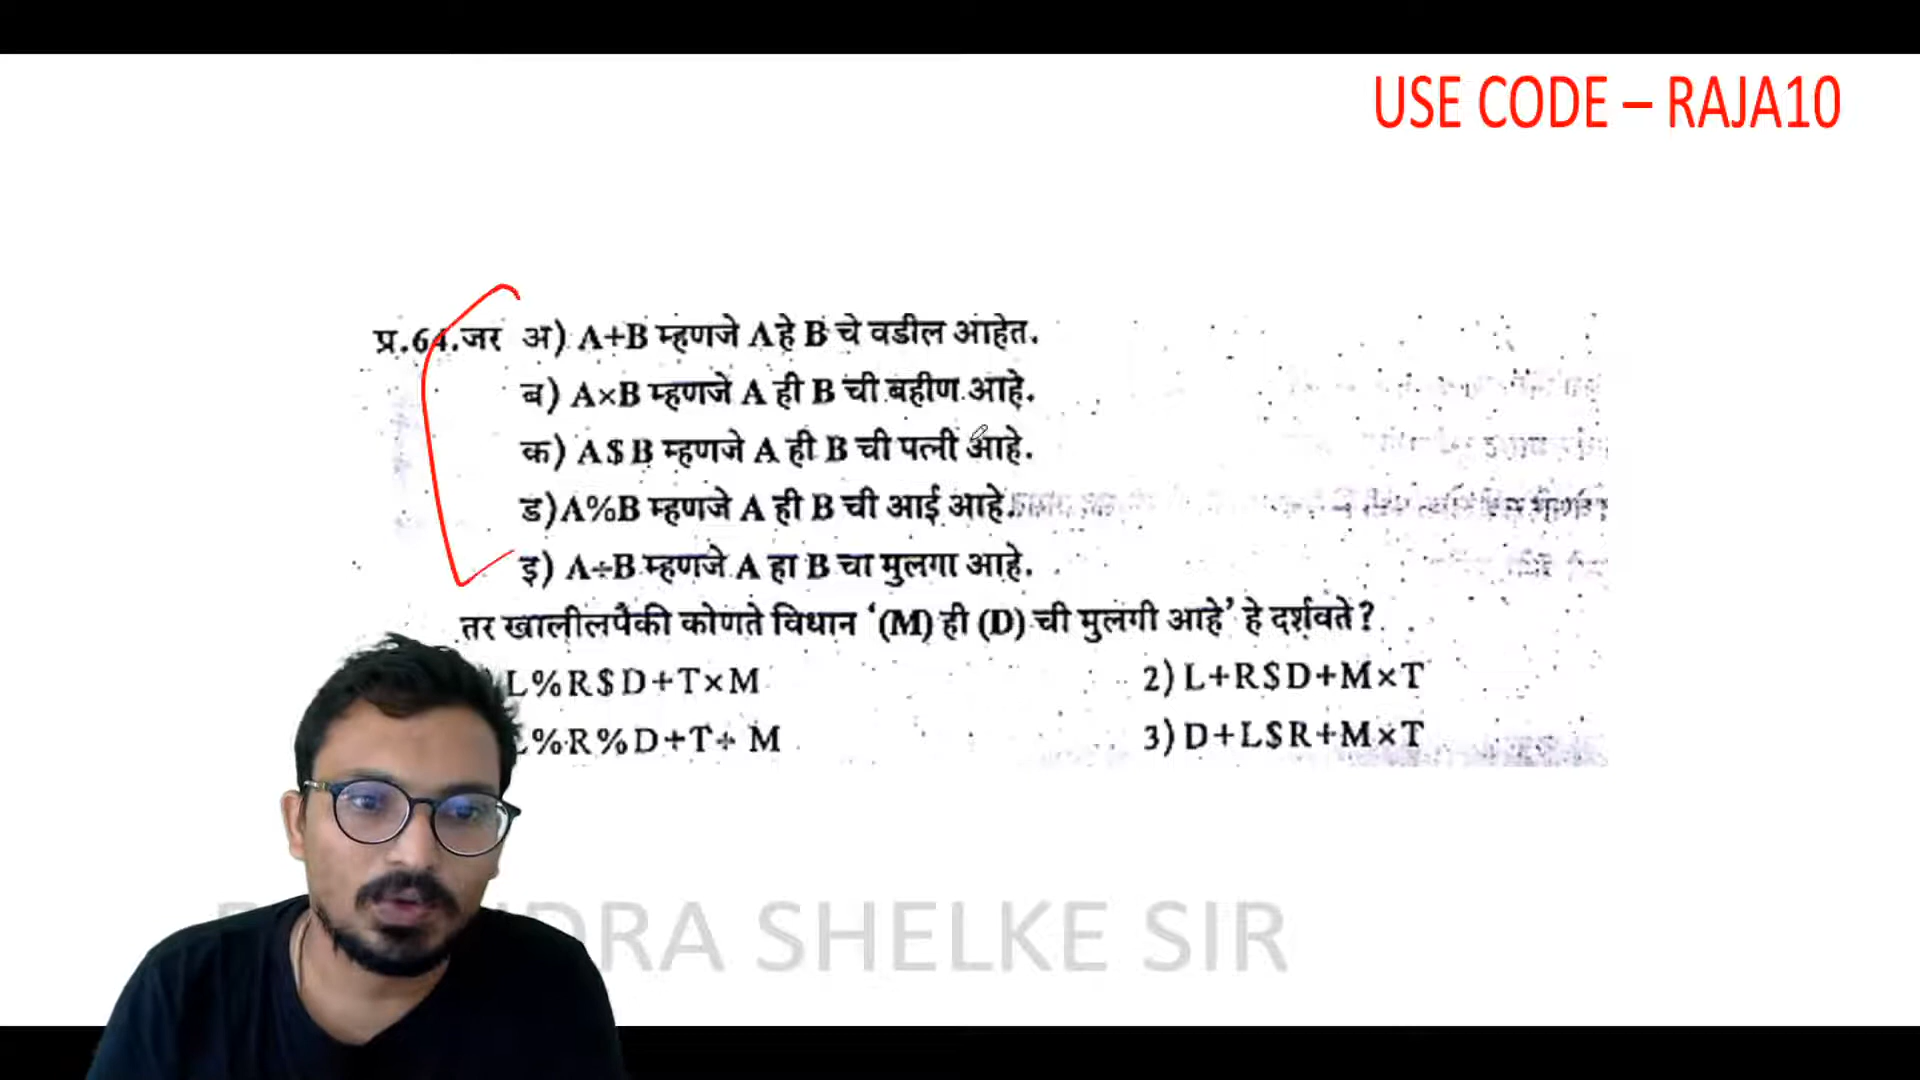 USE CODE – RAJA10
प्र.64.जर अ) A+B म्हणजे A हे B चे वडील आहेत.
ब) A×B म्हणजे A ही B ची बहीण आहे.
क) A$B म्हणजे A ही B ची पत्नी आहे.
ड) A%B म्हणजे A ही B ची आई आहे.
इ) A÷B म्हणजे A हा B चा मुलगा आहे.
तर खालीलपैकी कोणते विधान ‘(M) ही (D) ची मुलगी आहे’ हे दर्शवते?
L%R$D+T×M 2) L+R$D+M×T
%R%D+T÷M 3) D+L$R+M×T
SHELKE SIR